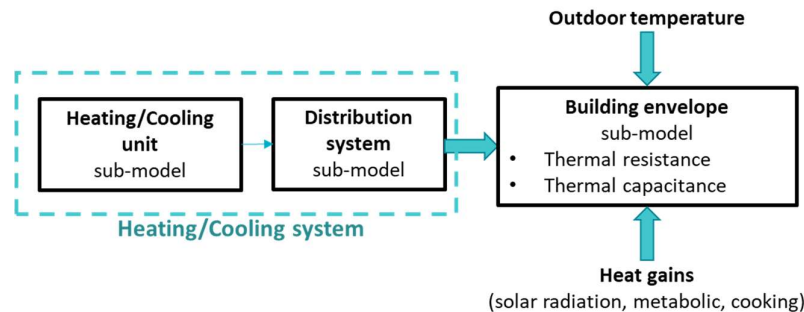 Outdoor temperature
Heating/Cooling
unit
sub-model
Distribution
system
sub-model
Heating/Cooling system
Building envelope
sub-model
• Thermal resistance
• Thermal capacitance
Heat gains
(solar radiation, metabolic, cooking)